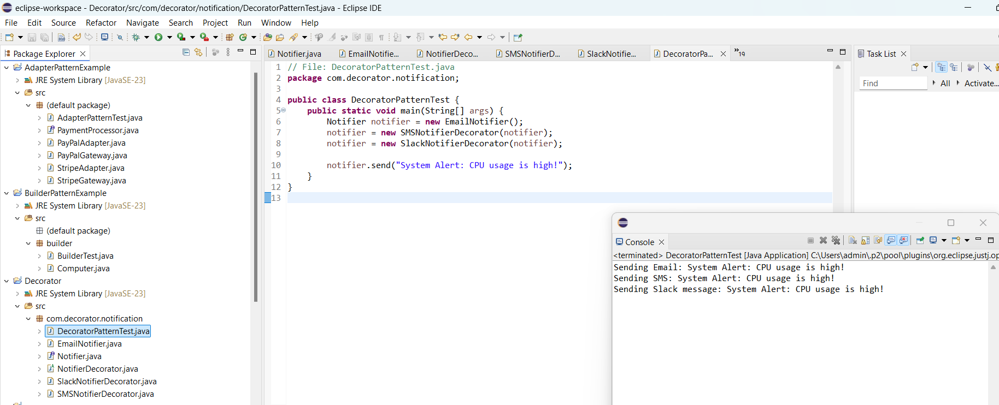 eclipse-workspace - Decorator/src/com/decorator/notification/DecoratorPatternTest.java - Eclipse IDE
File Edit Source Refactor Navigate Search Project Run Window Help
Package Explorer
AdapterPatternExample
JRE System Library [JavaSE-23]
src
(default package)
AdapterPatternTest.java
PaymentProcessor.java
PayPalAdapter.java
PayPalGateway.java
StripeAdapter.java
StripeGateway.java
BuilderPatternExample
JRE System Library [JavaSE-23]
src
(default package)
builder
BuilderTest.java
Computer.java
Decorator
JRE System Library [JavaSE-23]
src
com.decorator.notification
DecoratorPatternTest.java
EmailNotifier.java
Notifier.java
NotifierDecorator.java
SlackNotifierDecorator.java
SMSNotifierDecorator.java
Notifier.java EmailNotifie... NotifierDeco... SMSNotifierD... SlackNotifie... DecoratorPa... »19
1 // File: DecoratorPatternTest.java
2 package com.decorator.notification;
3
4 public class DecoratorPatternTest {
5     public static void main(String[] args) {
6         Notifier notifier = new EmailNotifier();
7         notifier = new SMSNotifierDecorator(notifier);
8         notifier = new SlackNotifierDecorator(notifier);
9
10         notifier.send("System Alert: CPU usage is high!");
11     }
12 }
13
Task List
Find All Activate...
Console
<terminated> DecoratorPatternTest [Java Application] C:\Users\admin\.p2\pool\plugins\org.eclipse.justj.op
Sending Email: System Alert: CPU usage is high!
Sending SMS: System Alert: CPU usage is high!
Sending Slack message: System Alert: CPU usage is high!